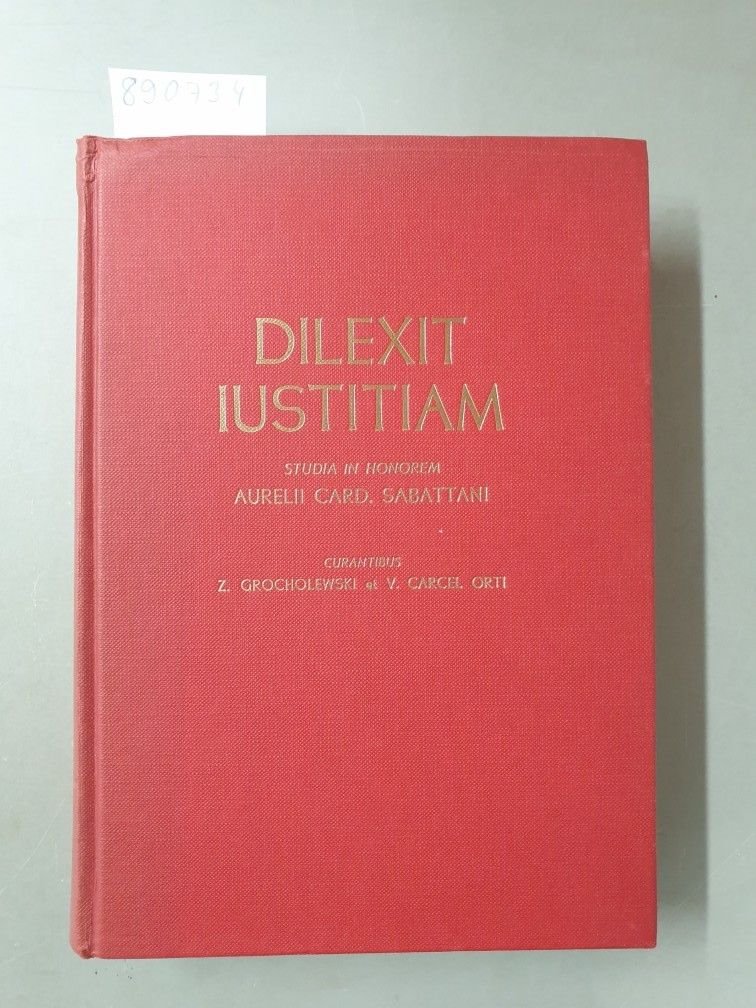 890734
DILEXIT
IUSTITIAM
STUDIA IN HONOREM
AURELII CARD. SABATTANI
CURANTIBUS
Z. GROCHOLEWSKI et V. CARCEL ORTI